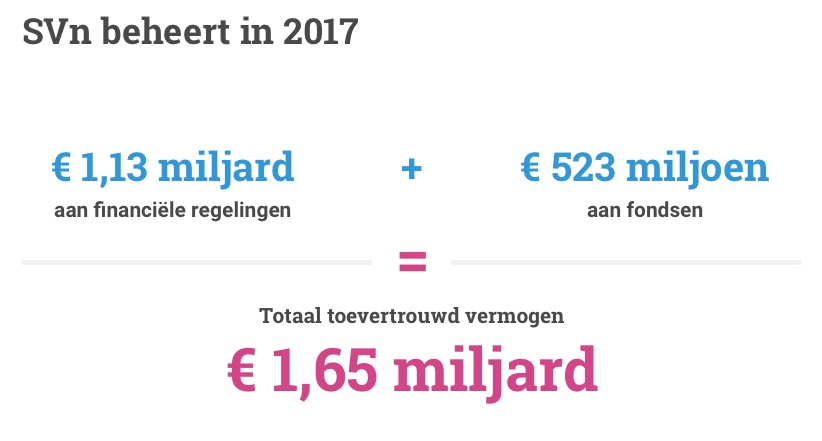 SVn beheert in 2017
€ 1,13 miljard + € 523 miljoen
aan financiële regelingen aan fondsen
=
Totaal toevertrouwd vermogen
€ 1,65 miljard